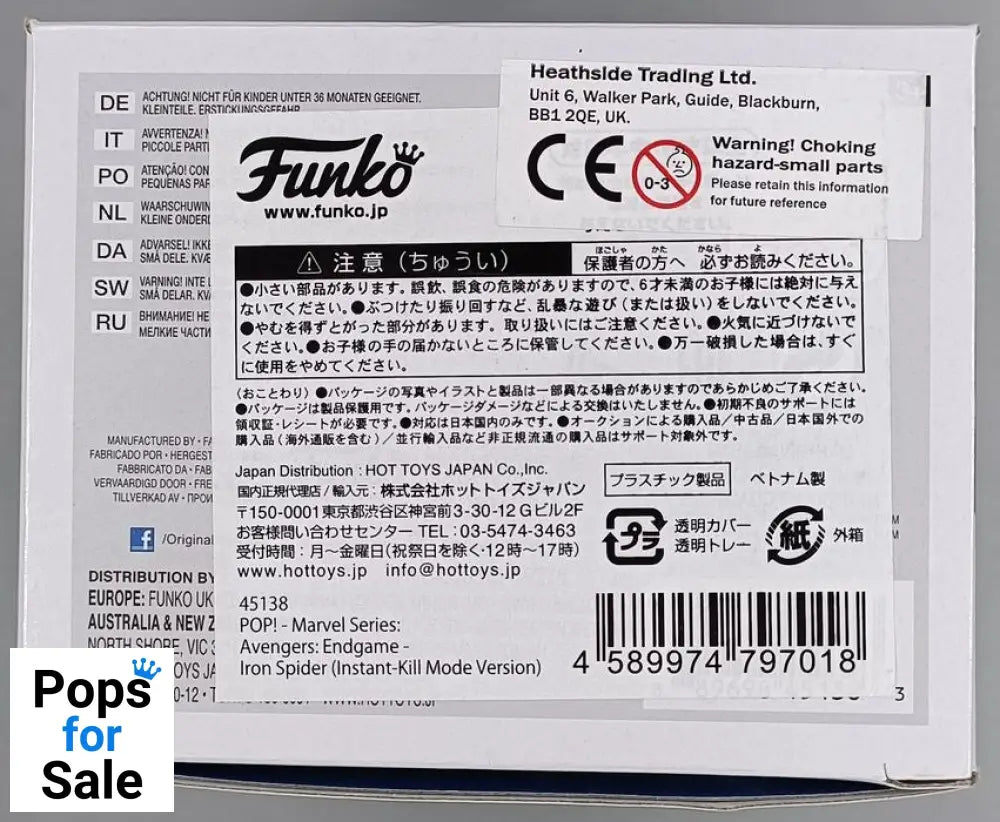 DE ACHTUNG! NICHT FÜR KINDER UNTER 36 MONATEN GEEIGNET.
KLEINTEILE. ERSTICKUNGSGEFAHR
IT AVVERTENZA!
PICCOLE PARTI
PO ATENÇÃO! CON
PEQUENAS PAR
NL WAARSCHUWIN
KLEINE ONDERD
DA ADVARSEL! IKKE
SMÅ DELE. KVÆ
SW VARNING! INTE
SMÅ DELAR. KV
RU ВНИМАНИЕ! НЕ
МЕЛКИЕ ЧАСТИ
Heathside Trading Ltd.
Unit 6, Walker Park, Guide, Blackburn,
BB1 2QE, UK.
CE
0-3
Warning! Choking
hazard-small parts
Please retain this information
for future reference
Funko
www.funko.jp
注意(ちゅうい)
保護者の方へ 必ずお読みください。
ほごしゃ かた かなら よ
●小さい部品があります。誤飲、誤食の危険がありますので、6才未満のお子様には絶対に与え
ないでください。●ぶつけたり振り回すなど、乱暴な遊び(または扱い)をしないでください。
●やむを得ずとがった部分があります。取り扱いにはご注意ください。●火気に近づけないで
ください。●お子様の手の届かないところに保管してください。●万一破損した場合は、すぐ
に使用をやめてください。
(おことわり)●パッケージの写真やイラストと製品は一部異なる場合がありますのであらかじめご了承ください。
●パッケージは製品保護用です。パッケージダメージなどによる交換はいたしません。●初期不良のサポートには
領収証・レシートが必要です。●対応は日本国内のみです。●オークションによる購入品/中古品/日本国外での
購入品(海外通販を含む)/並行輸入品など非正規流通の購入品はサポート対象外です。
Japan Distribution : HOT TOYS JAPAN Co.,Inc.
国内正規代理店/輸入元:株式会社ホットトイズジャパン
〒150-0001 東京都渋谷区神宮前3-30-12 Gビル2F
お客様問い合わせセンター TEL:03-5474-3463
受付時間:月〜金曜日(祝祭日を除く・12時〜17時)
www.hottoys.jp info@hottoys.jp
プラスチック製品
ベトナム製
プラ
透明カバー
透明トレー
紙
外箱
45138
POP! - Marvel Series:
Avengers: Endgame -
Iron Spider (Instant-Kill Mode Version)
4 589974 797018
MANUFACTURED BY • FA
FABRICADO POR • HERGEST
FABBRICATO DA • FAB
VERVAARDIGD DOOR • FRE
TILLVERKAD AV • ПРОИ
/Original
DISTRIBUTION BY
EUROPE: FUNKO UK
AUSTRALIA & NEW Z
NORTH SHORE, VIC 3
OYS JA
0-12 • T
WWW.HOTTOYS.JP
3
M
M
Pops
for
Sale